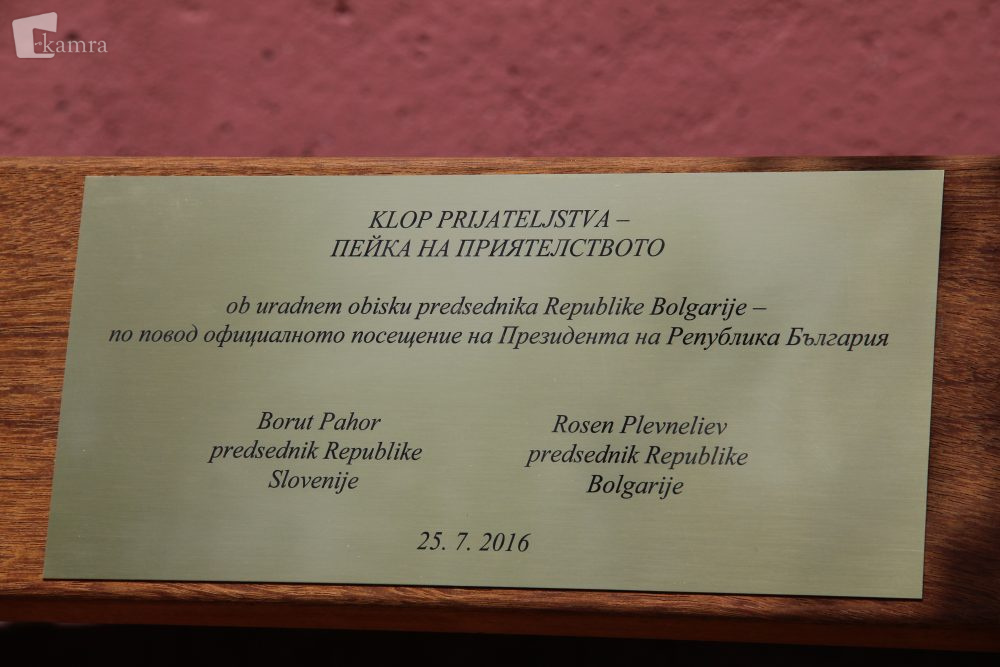 kamra
KLOP PRIJATELJSTVA –
ПЕЙКА НА ПРИЯТЕЛСТВОТО
ob uradnem obisku predsednika Republike Bolgarije –
по повод официалното посещение на Президента на Република България
Borut Pahor
predsednik Republike
Slovenije
Rosen Plevneliev
predsednik Republike
Bolgarije
25. 7. 2016